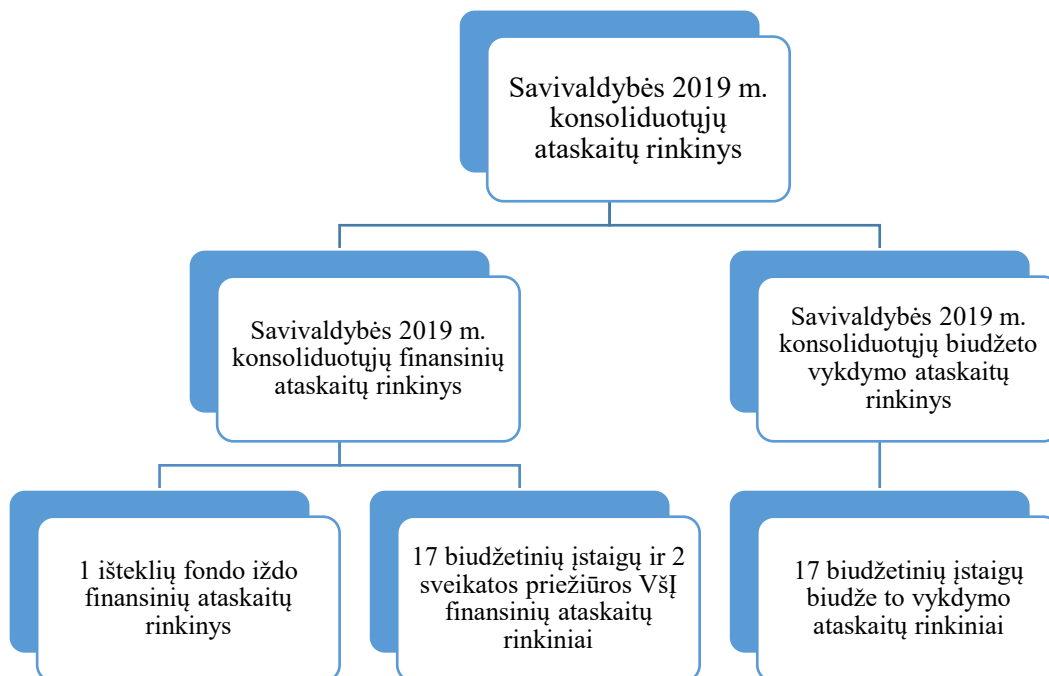 Savivaldybės 2019 m.
konsoliduotųjų
ataskaitų rinkinys
Savivaldybės 2019 m.
konsoliduotųjų finansinių
ataskaitų rinkinys
Savivaldybės 2019 m.
konsoliduotųjų biudžeto
vykdymo ataskaitų
rinkinys
1 išteklių fondo iždo
finansinių ataskaitų
rinkinys
17 biudžetinių įstaigų ir 2
sveikatos priežiūros VšĮ
finansinių ataskaitų
rinkiniai
17 biudžetinių įstaigų
biudže to vykdymo
ataskaitų rinkiniai